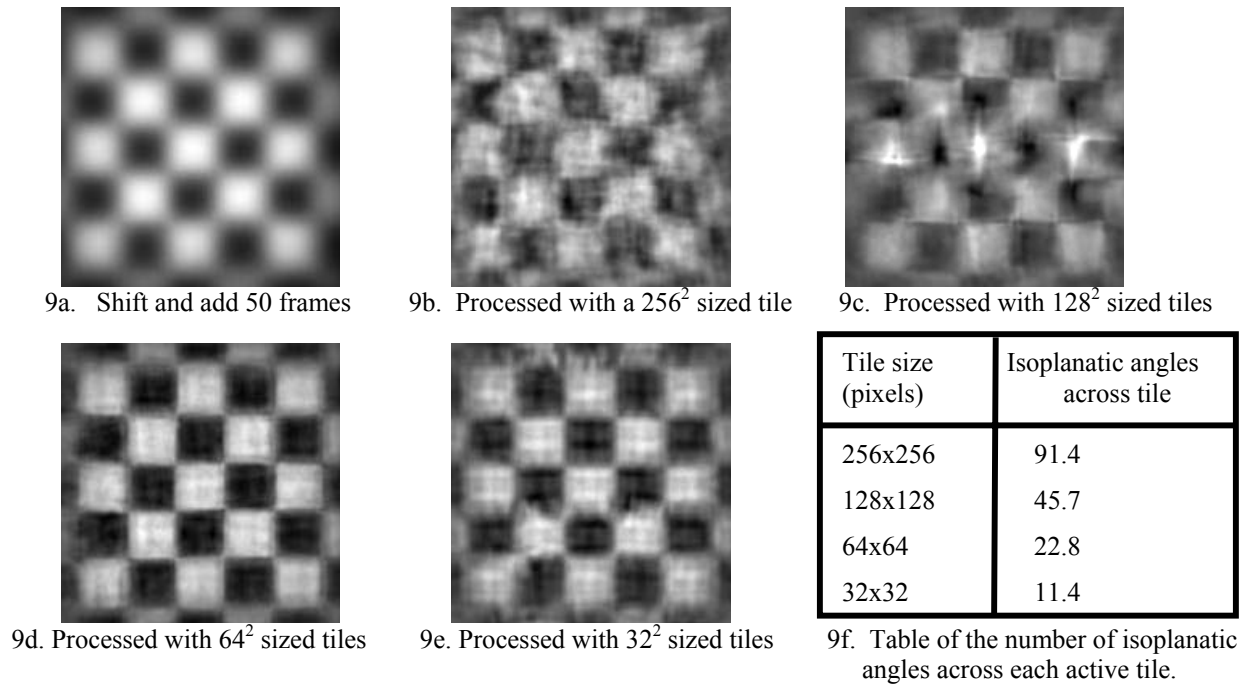 9a. Shift and add 50 frames
9b. Processed with a 256² sized tile
9c. Processed with 128² sized tiles
9d. Processed with 64² sized tiles
9e. Processed with 32² sized tiles
Tile size
(pixels)
Isoplanatic angles
across tile
256x256 91.4
128x128 45.7
64x64 22.8
32x32 11.4
9f. Table of the number of isoplanatic
angles across each active tile.